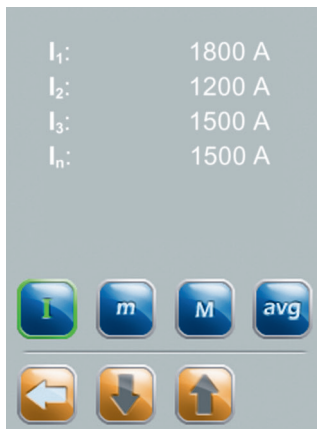 I₁: 1800 A
I₂: 1200 A
I₃: 1500 A
Iₙ: 1500 A
I m M avg